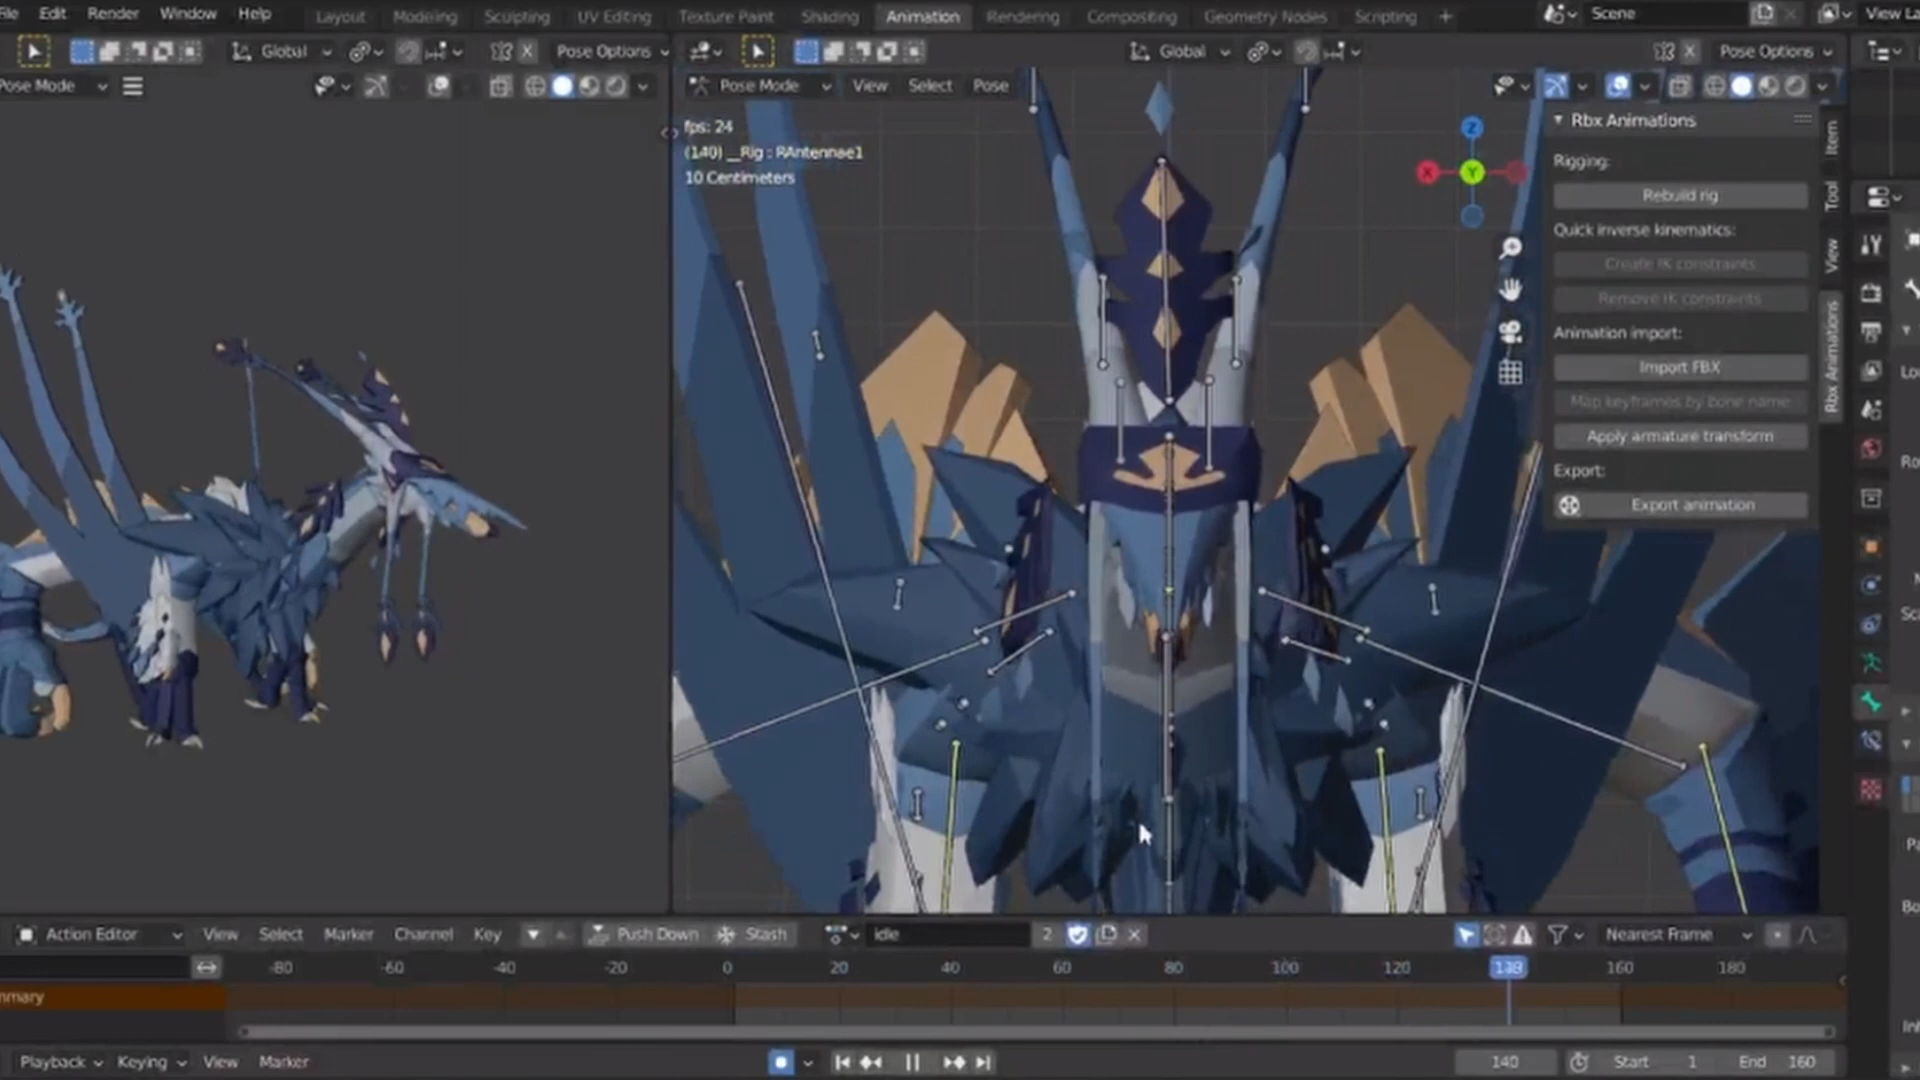 File Edit Render Window Help Layout Modeling Sculpting UV Editing Texture Paint Shading Animation Rendering Compositing Geometry Nodes Scripting + Scene View La
Global Pose Options Global Pose Options
Pose Mode Pose Mode View Select Pose
fps: 24
(140) __Rig : RAntennae1
10 Centimeters
Z
X
Y
Rbx Animations
Rigging:
Rebuild rig
Quick inverse kinematics:
Create IK constraints
Remove IK constraints
Animation import:
Import FBX
Map keyframes by bone name
Apply armature transform
Export:
Export animation
Item
Tool
View
Rbx Animations
Action Editor View Select Marker Channel Key Push Down Stash idle 2 Nearest Frame
-80 -60 -40 -20 0 20 40 60 80 100 120 160 180
mmary
Playback Keying View Marker 140 Start 1 End 160